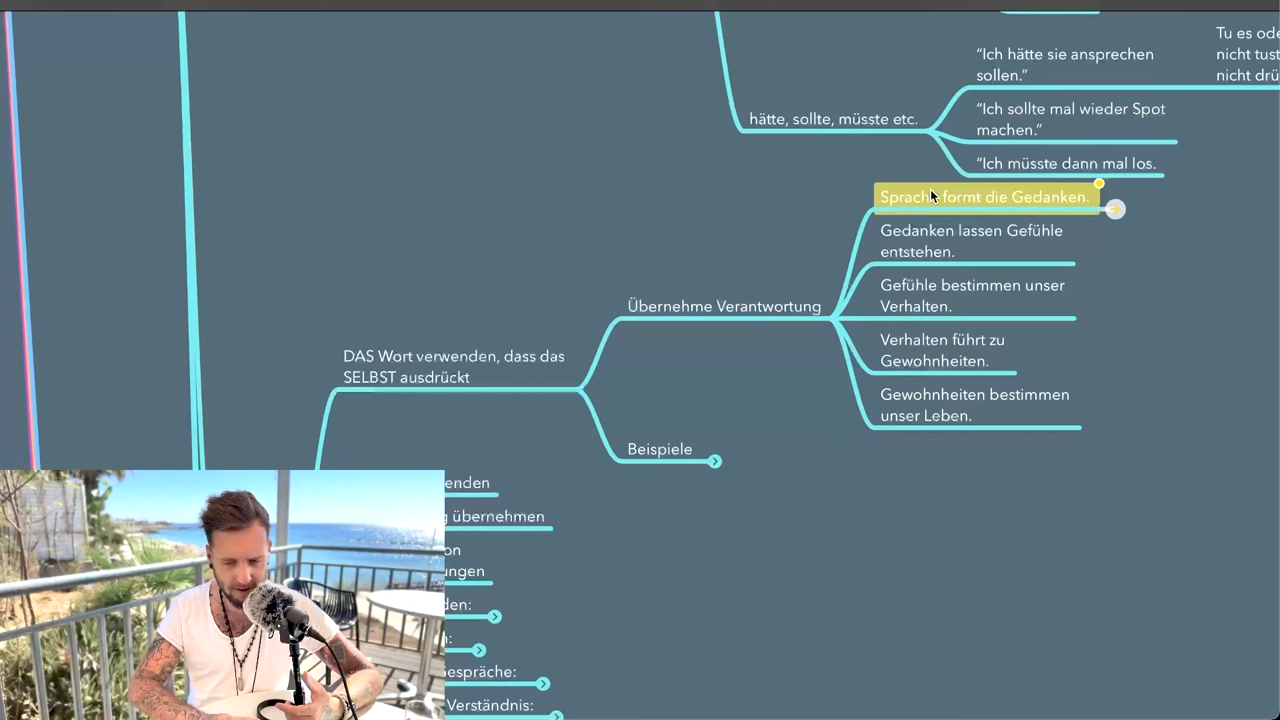 Tu es ode
nicht tust
nicht drü
“Ich hätte sie ansprechen
sollen.”
hätte, sollte, müsste etc.
“Ich sollte mal wieder Spot
machen.”
“Ich müsste dann mal los.
Sprache formt die Gedanken.
Gedanken lassen Gefühle
entstehen.
Übernehme Verantwortung
Gefühle bestimmen unser
Verhalten.
Verhalten führt zu
Gewohnheiten.
Gewohnheiten bestimmen
unser Leben.
DAS Wort verwenden, dass das
SELBST ausdrückt
Beispiele
enden
g übernehmen
on
ungen
den:
n:
espräche:
Verständnis: